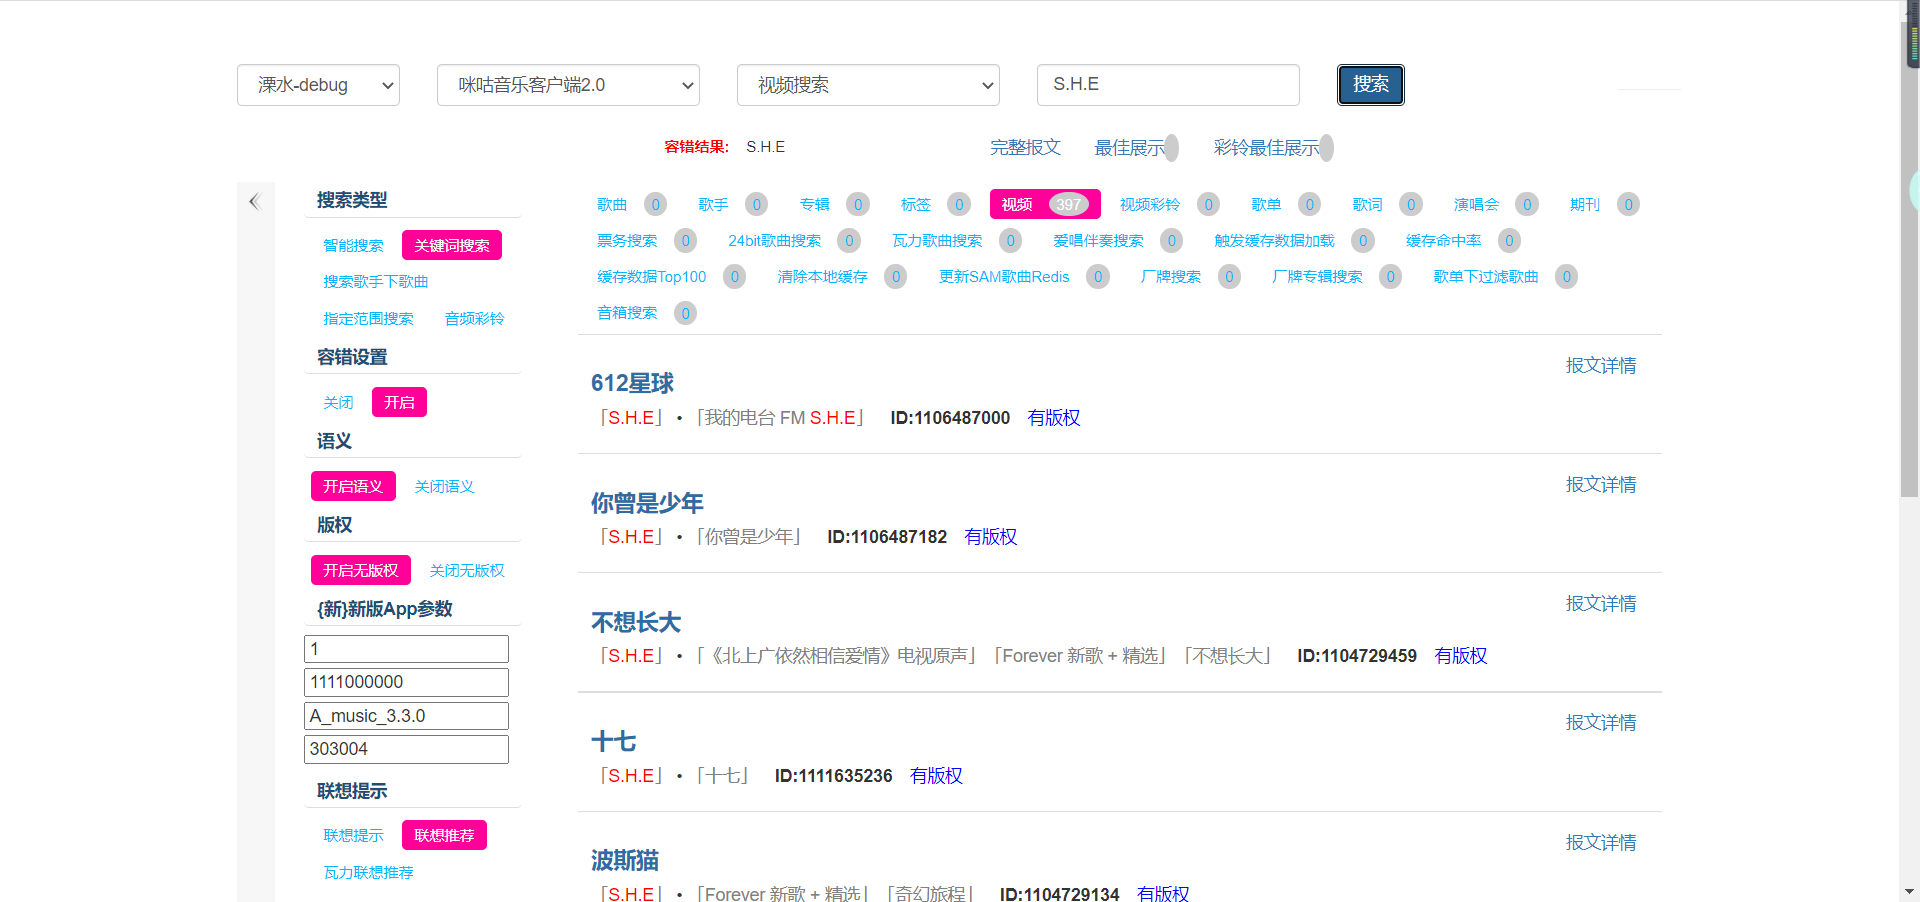 溧水-debug 咪咕音乐客户端2.0 视频搜索 S.H.E 搜索
容错结果: S.H.E 完整报文 最佳展示 彩铃最佳展示
搜索类型
智能搜索 关键词搜索
搜索歌手下歌曲
指定范围搜索 音频彩铃
容错设置
关闭 开启
语义
开启语义 关闭语义
版权
开启无版权 关闭无版权
{新}新版App参数
1
1111000000
A_music_3.3.0
303004
联想提示
联想提示 联想推荐
瓦力联想推荐
歌曲 0 歌手 0 专辑 0 标签 0 视频 397 视频彩铃 0 歌单 0 歌词 0 演唱会 0 期刊 0
票务搜索 0 24bit歌曲搜索 0 瓦力歌曲搜索 0 爱唱伴奏搜索 0 触发缓存数据加载 0 缓存命中率 0
缓存数据Top100 0 清除本地缓存 0 更新SAM歌曲Redis 0 厂牌搜索 0 厂牌专辑搜索 0 歌单下过滤歌曲 0
音箱搜索 0
报文详情
612星球
「S.H.E」 • 「我的电台 FM S.H.E」 ID:1106487000 有版权
报文详情
你曾是少年
「S.H.E」 • 「你曾是少年」 ID:1106487182 有版权
报文详情
不想长大
「S.H.E」 • 「《北上广依然相信爱情》电视原声」 「Forever 新歌 + 精选」 「不想长大」 ID:1104729459 有版权
报文详情
十七
「S.H.E」 • 「十七」 ID:1111635236 有版权
报文详情
波斯猫
「S.H.E」 • 「Forever 新歌 + 精选」 「奇幻旅程」 ID:1104729134 有版权